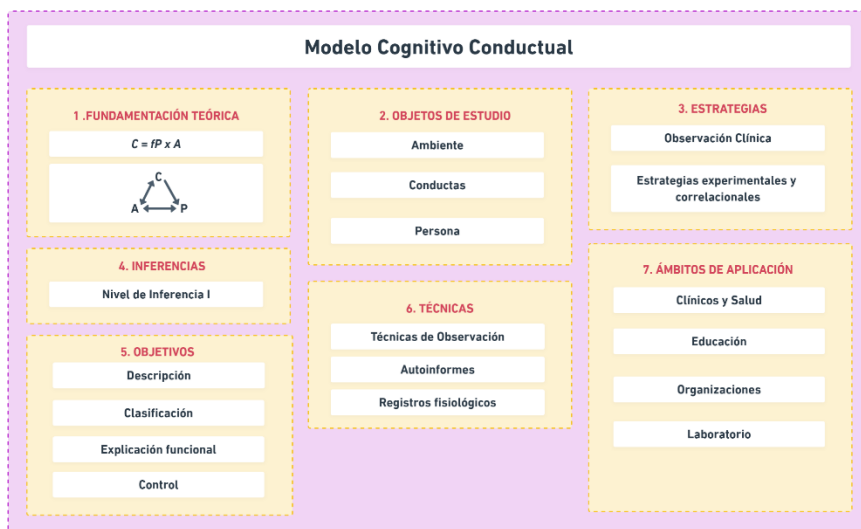 Modelo Cognitivo Conductual
1 .FUNDAMENTACIÓN TEÓRICA
C = fP x A
C
A
P
2. OBJETOS DE ESTUDIO
Ambiente
Conductas
Persona
3. ESTRATEGIAS
Observación Clínica
Estrategias experimentales y
correlacionales
4. INFERENCIAS
Nivel de Inferencia I
5. OBJETIVOS
Descripción
Clasificación
Explicación funcional
Control
6. TÉCNICAS
Técnicas de Observación
Autoinformes
Registros fisiológicos
7. ÁMBITOS DE APLICACIÓN
Clínicos y Salud
Educación
Organizaciones
Laboratorio